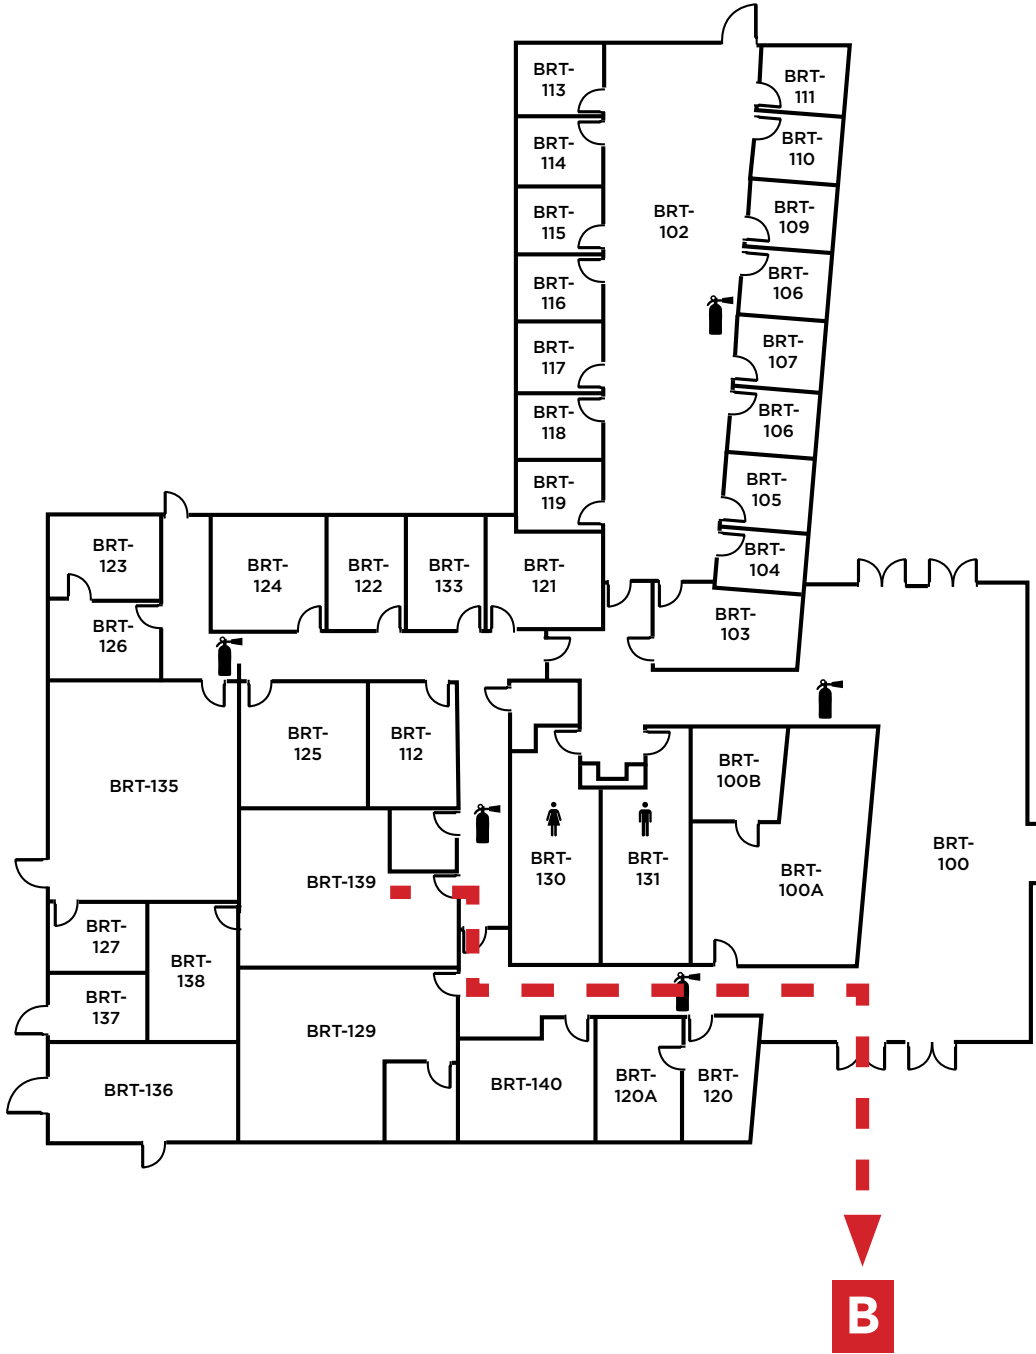 BRT-
113
BRT-
111
BRT-
114
BRT-
110
BRT-
115
BRT-
102
BRT-
109
BRT-
116
BRT-
106
BRT-
117
BRT-
107
BRT-
118
BRT-
106
BRT-
119
BRT-
105
BRT-
123
BRT-
124
BRT-
122
BRT-
133
BRT-
121
BRT-
104
BRT-
126
BRT-
103
BRT-
125
BRT-
112
BRT-
100B
BRT-135
BRT-
130
BRT-
131
BRT-
100A
BRT-
100
BRT-139
BRT-
127
BRT-
138
BRT-
137
BRT-129
BRT-136
BRT-140
BRT-
120A
BRT-
120
B